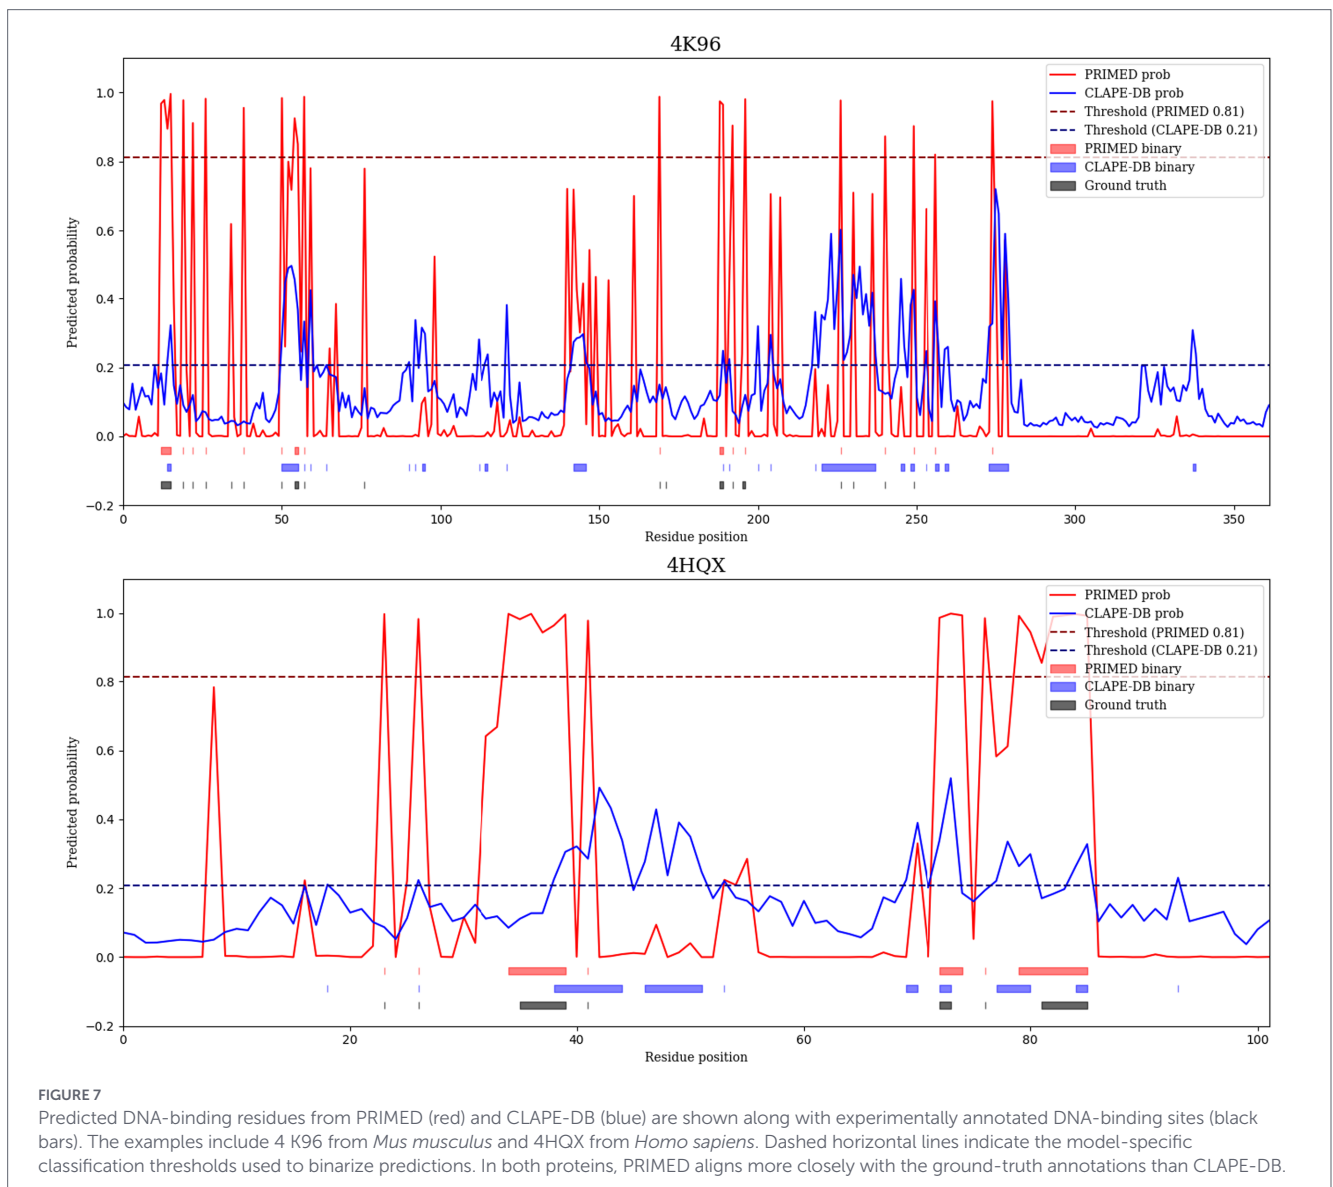 4K96
1.0
0.8
0.6
0.4
0.2
0.0
−0.2
Predicted probability
PRIMED prob
CLAPE-DB prob
Threshold (PRIMED 0.81)
Threshold (CLAPE-DB 0.21)
PRIMED binary
CLAPE-DB binary
Ground truth
0 50 100 150 200 250 300 350
Residue position
4HQX
1.0
0.8
0.6
0.4
0.2
0.0
−0.2
Predicted probability
PRIMED prob
CLAPE-DB prob
Threshold (PRIMED 0.81)
Threshold (CLAPE-DB 0.21)
PRIMED binary
CLAPE-DB binary
Ground truth
0 20 40 60 80 100
Residue position
FIGURE 7
Predicted DNA-binding residues from PRIMED (red) and CLAPE-DB (blue) are shown along with experimentally annotated DNA-binding sites (black
bars). The examples include 4 K96 from Mus musculus and 4HQX from Homo sapiens. Dashed horizontal lines indicate the model-specific
classification thresholds used to binarize predictions. In both proteins, PRIMED aligns more closely with the ground-truth annotations than CLAPE-DB.